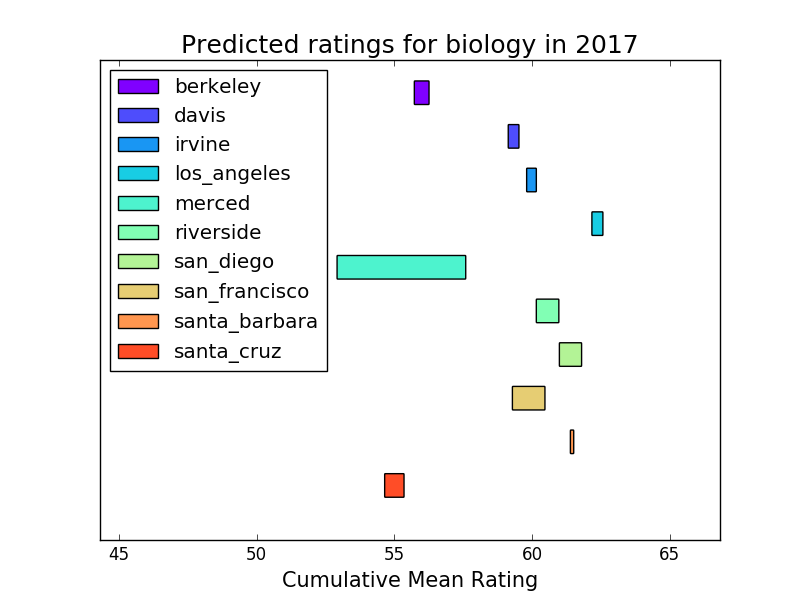 Predicted ratings for biology in 2017
berkeley
davis
irvine
los_angeles
merced
riverside
san_diego
san_francisco
santa_barbara
santa_cruz
45 50 55 60 65
Cumulative Mean Rating